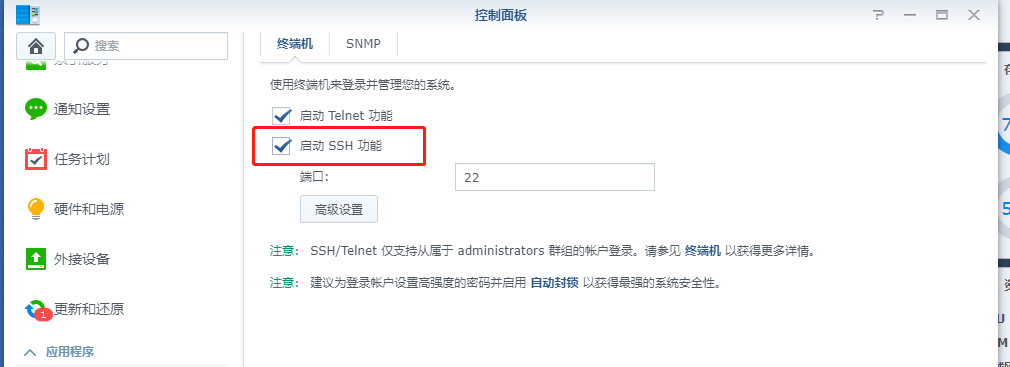 控制面板
搜索
终端机
SNMP
通知设置
任务计划
硬件和电源
外接设备
更新和还原
1
应用程序
使用终端机来登录并管理您的系统。
启动 Telnet 功能
启动 SSH 功能
端口:
22
高级设置
注意: SSH/Telnet 仅支持从属于 administrators 群组的帐户登录。请参见 终端机 以获得更多详情。
注意: 建议为登录帐户设置高强度的密码并启用 自动封锁 以获得最强的系统安全性。